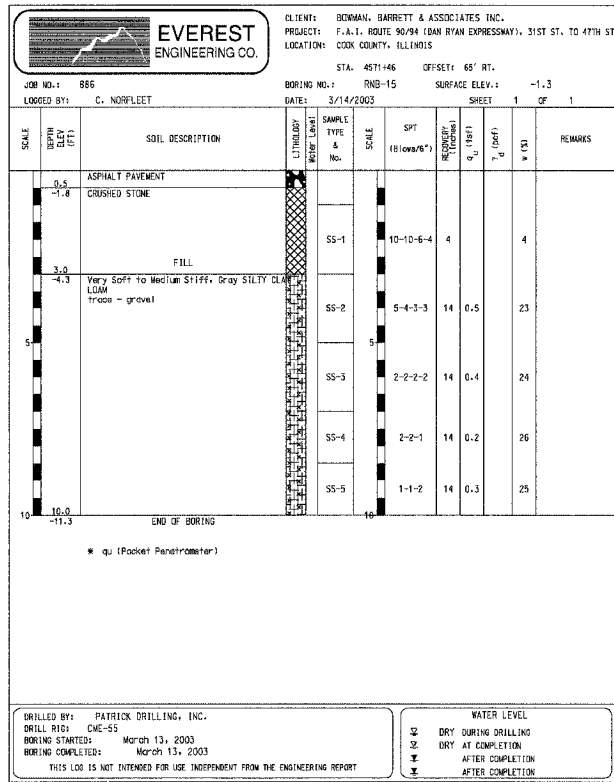 EVEREST
ENGINEERING CO.
CLIENT: BOWMAN, BARRETT & ASSOCIATES INC.
PROJECT: F.A.I. ROUTE 90/94 (DAN RYAN EXPRESSWAY), 31ST ST. TO 47TH ST
LOCATION: COOK COUNTY, ILLINOIS
STA. 4571+46 OFFSET: 65' RT.
JOB NO.: 886 BORING NO.: RNB-15 SURFACE ELEV.: -1.3
LOGGED BY: C. NORFLEET DATE: 3/14/2003 SHEET 1 OF 1
SCALE DEPTH ELEV (FT) SOIL DESCRIPTION LITHOLOGY Water Level SAMPLE TYPE & No. SCALE SPT (Blows/6") RECOVERY (Inches) qu (tsf) γd (pcf) w (%) REMARKS
ASPHALT PAVEMENT
0.5
-1.8 CRUSHED STONE
SS-1 10-10-6-4 4 4
FILL
3.0
-4.3 Very Soft to Medium Stiff, Gray SILTY CLA
LOAM
trace - gravel
SS-2 5-4-3-3 14 0.5 23
5 5
SS-3 2-2-2-2 14 0.4 24
SS-4 2-2-1 14 0.2 26
SS-5 1-1-2 14 0.3 25
10 10.0 10
-11.3 END OF BORING
* qu (Pocket Penetrometer)
DRILLED BY: PATRICK DRILLING, INC.
DRILL RIG: CME-55
BORING STARTED: March 13, 2003
BORING COMPLETED: March 13, 2003
THIS LOG IS NOT INTENDED FOR USE INDEPENDENT FROM THE ENGINEERING REPORT
WATER LEVEL
DRY DURING DRILLING
DRY AT COMPLETION
AFTER COMPLETION
AFTER COMPLETION